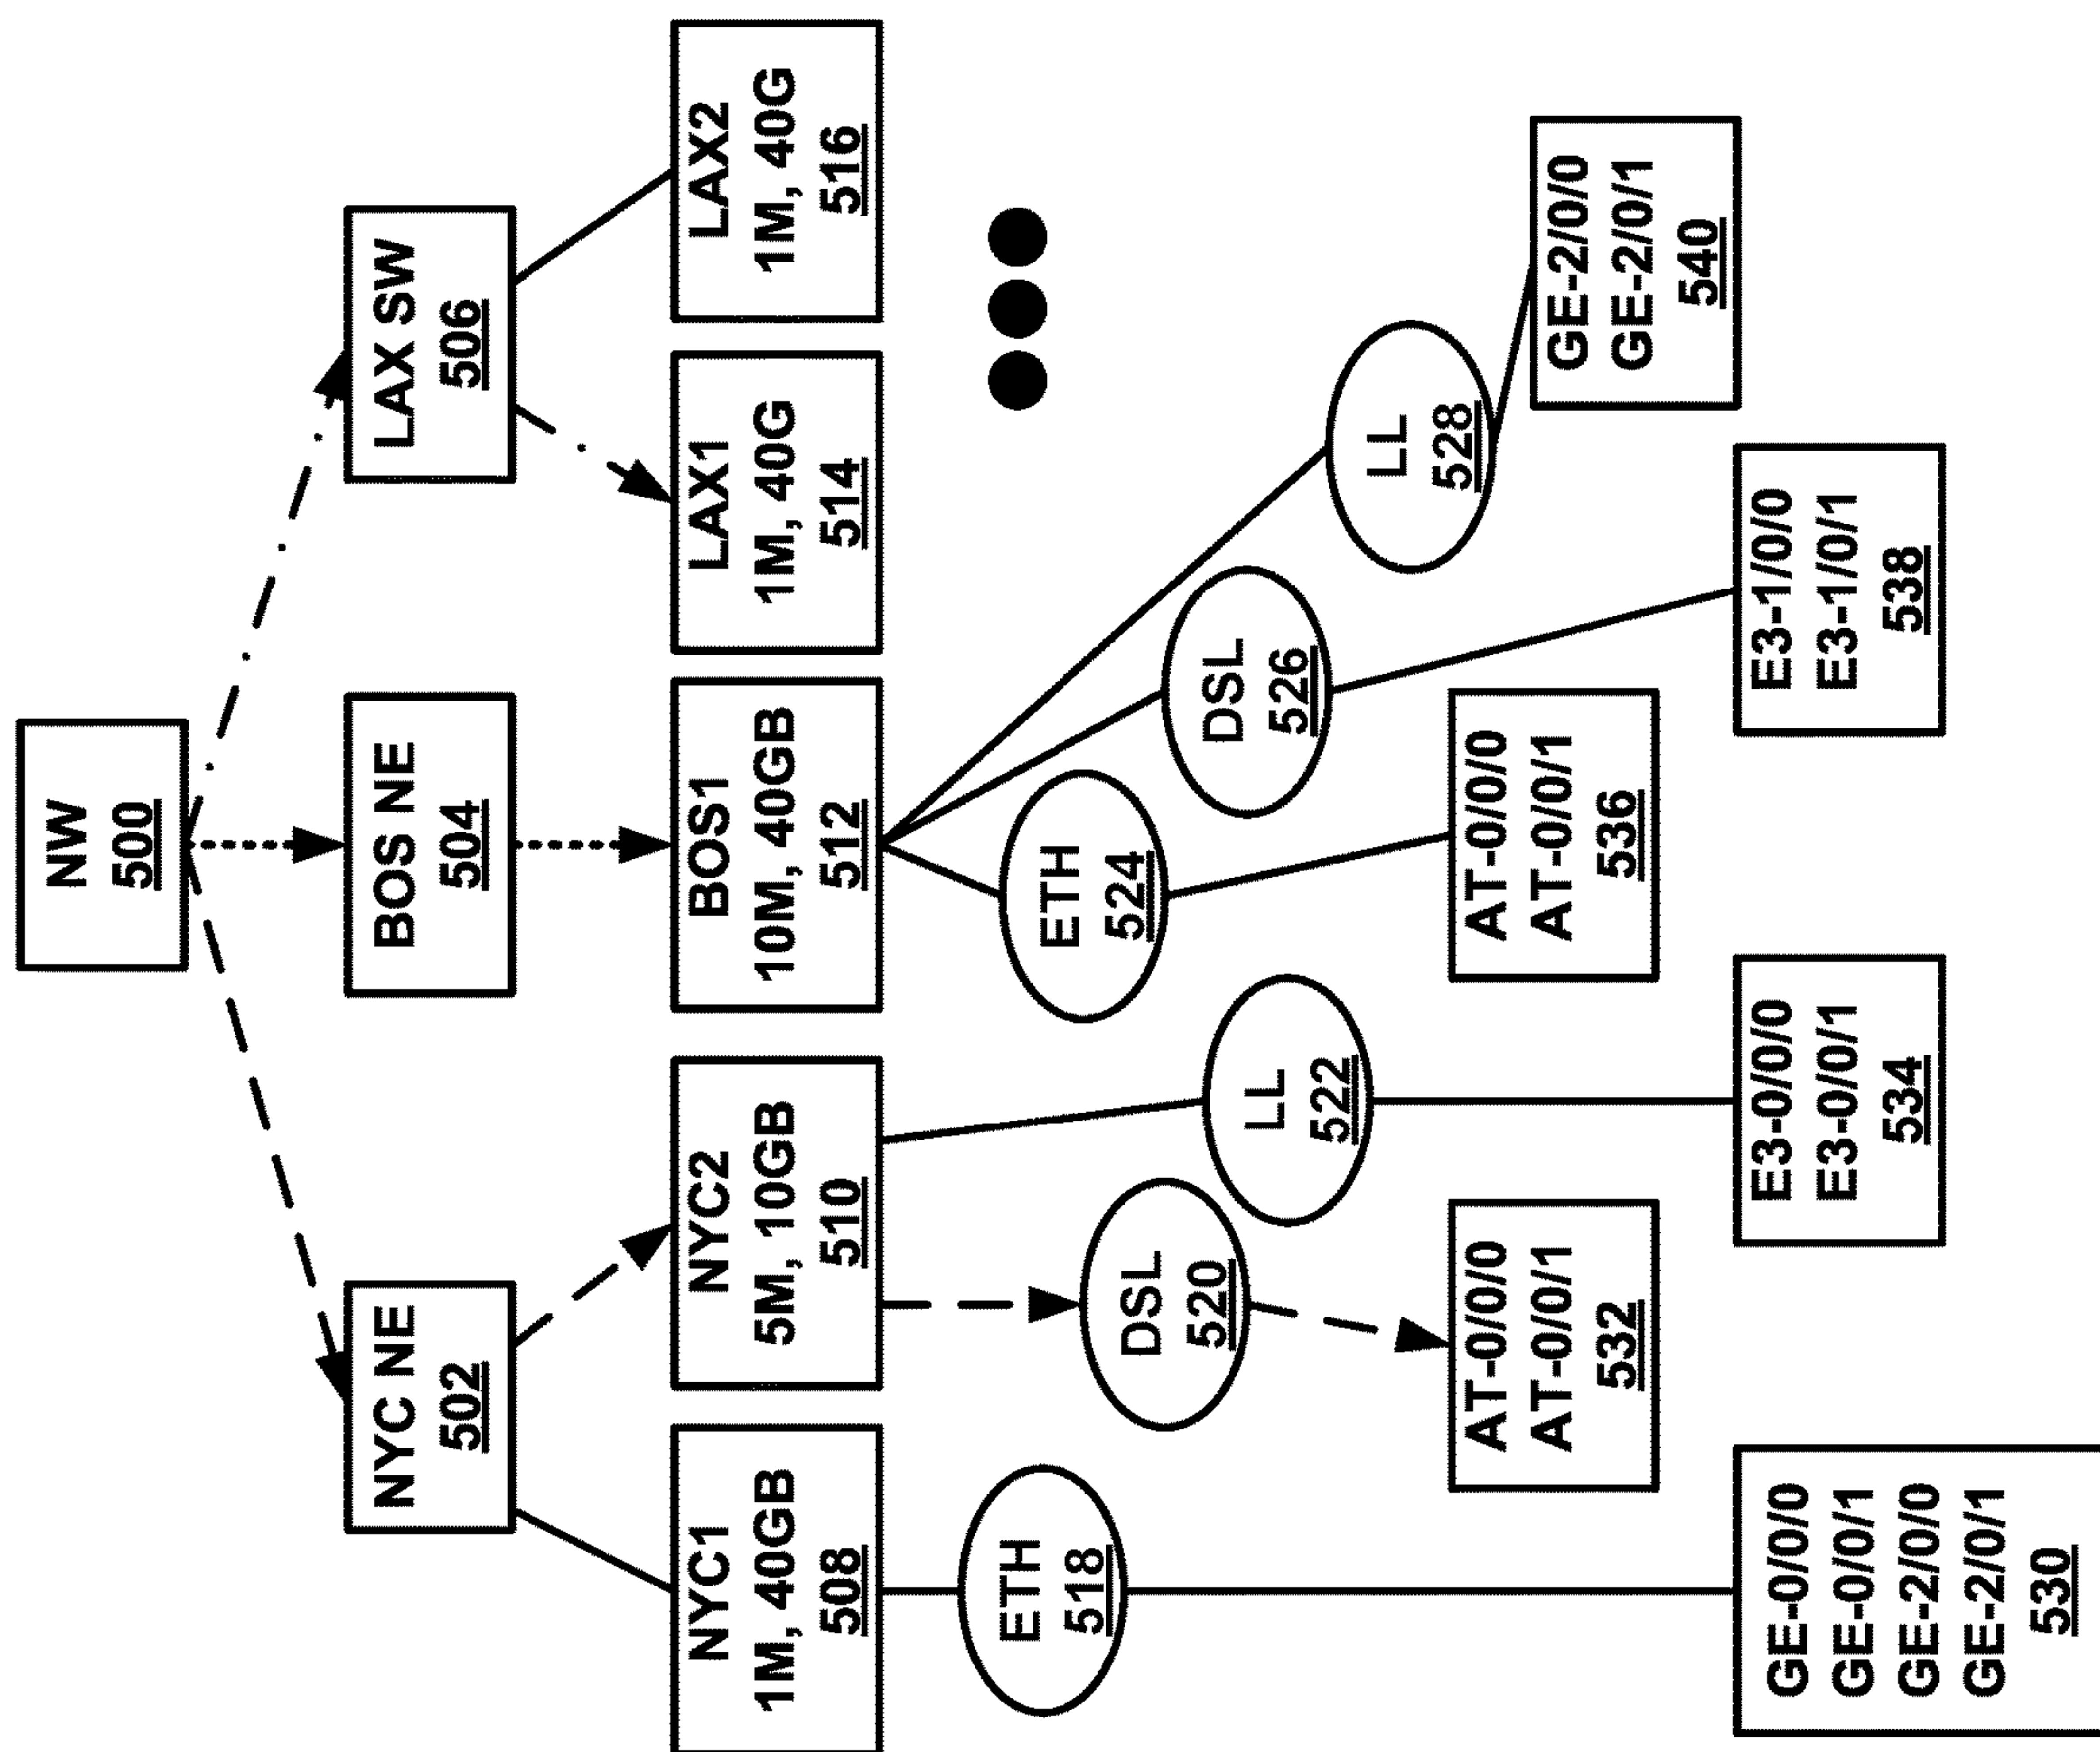 NW
500
NYC NE
502
BOS NE
504
LAX SW
506
NYC1
1M, 40GB
508
NYC2
5M, 10GB
510
BOS1
10M, 40GB
512
LAX1
1M, 40G
514
LAX2
1M, 40G
516
ETH
518
DSL
520
LL
522
ETH
524
DSL
526
LL
528
GE-0/0/0
GE-0/0/1
GE-2/0/0
GE-2/0/1
530
AT-0/0/0
AT-0/0/1
532
E3-0/0/0
E3-0/0/1
534
AT-0/0/0
AT-0/0/1
536
E3-1/0/0
E3-1/0/1
538
GE-2/0/0
GE-2/0/1
540